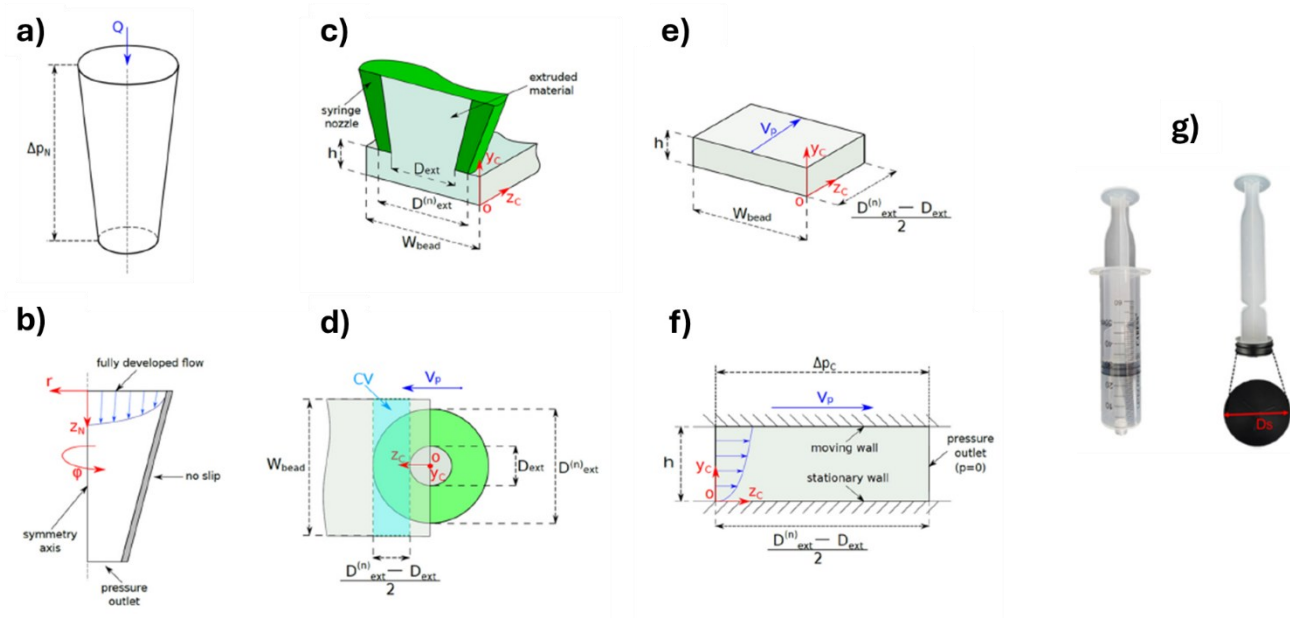 a)
Q
Δp_N
b)
fully developed flow
r
z_N
φ
no slip
symmetry
axis
pressure
outlet
c)
extruded
material
syringe
nozzle
h
y_C
D_ext
z_C
D^(n)_ext
o
W_bead
d)
CV
V_p
W_bead
z_C
o
y_C
D_ext
D^(n)_ext
D^(n)_ext — D_ext
2
e)
V_p
h
y_C
z_C
o
W_bead
D^(n)_ext — D_ext
2
f)
Δp_C
V_p
moving wall
h
y_C
stationary wall
o
z_C
pressure
outlet
(p=0)
D^(n)_ext — D_ext
2
g)
Ds